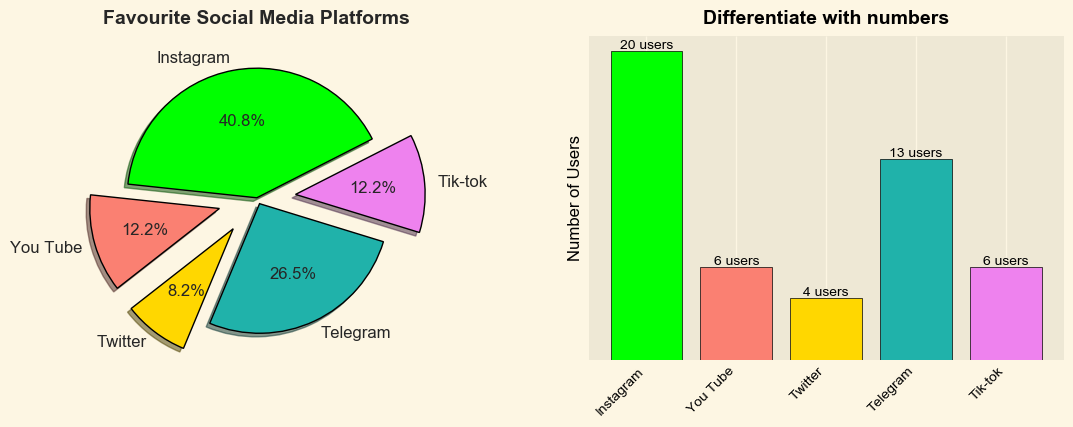 Favourite Social Media Platforms
Instagram
40.8%
Tik-tok
12.2%
You Tube
12.2%
26.5%
8.2%
Twitter
Telegram
Differentiate with numbers
Number of Users
20 users
6 users
4 users
13 users
6 users
Instagram
You Tube
Twitter
Telegram
Tik-tok